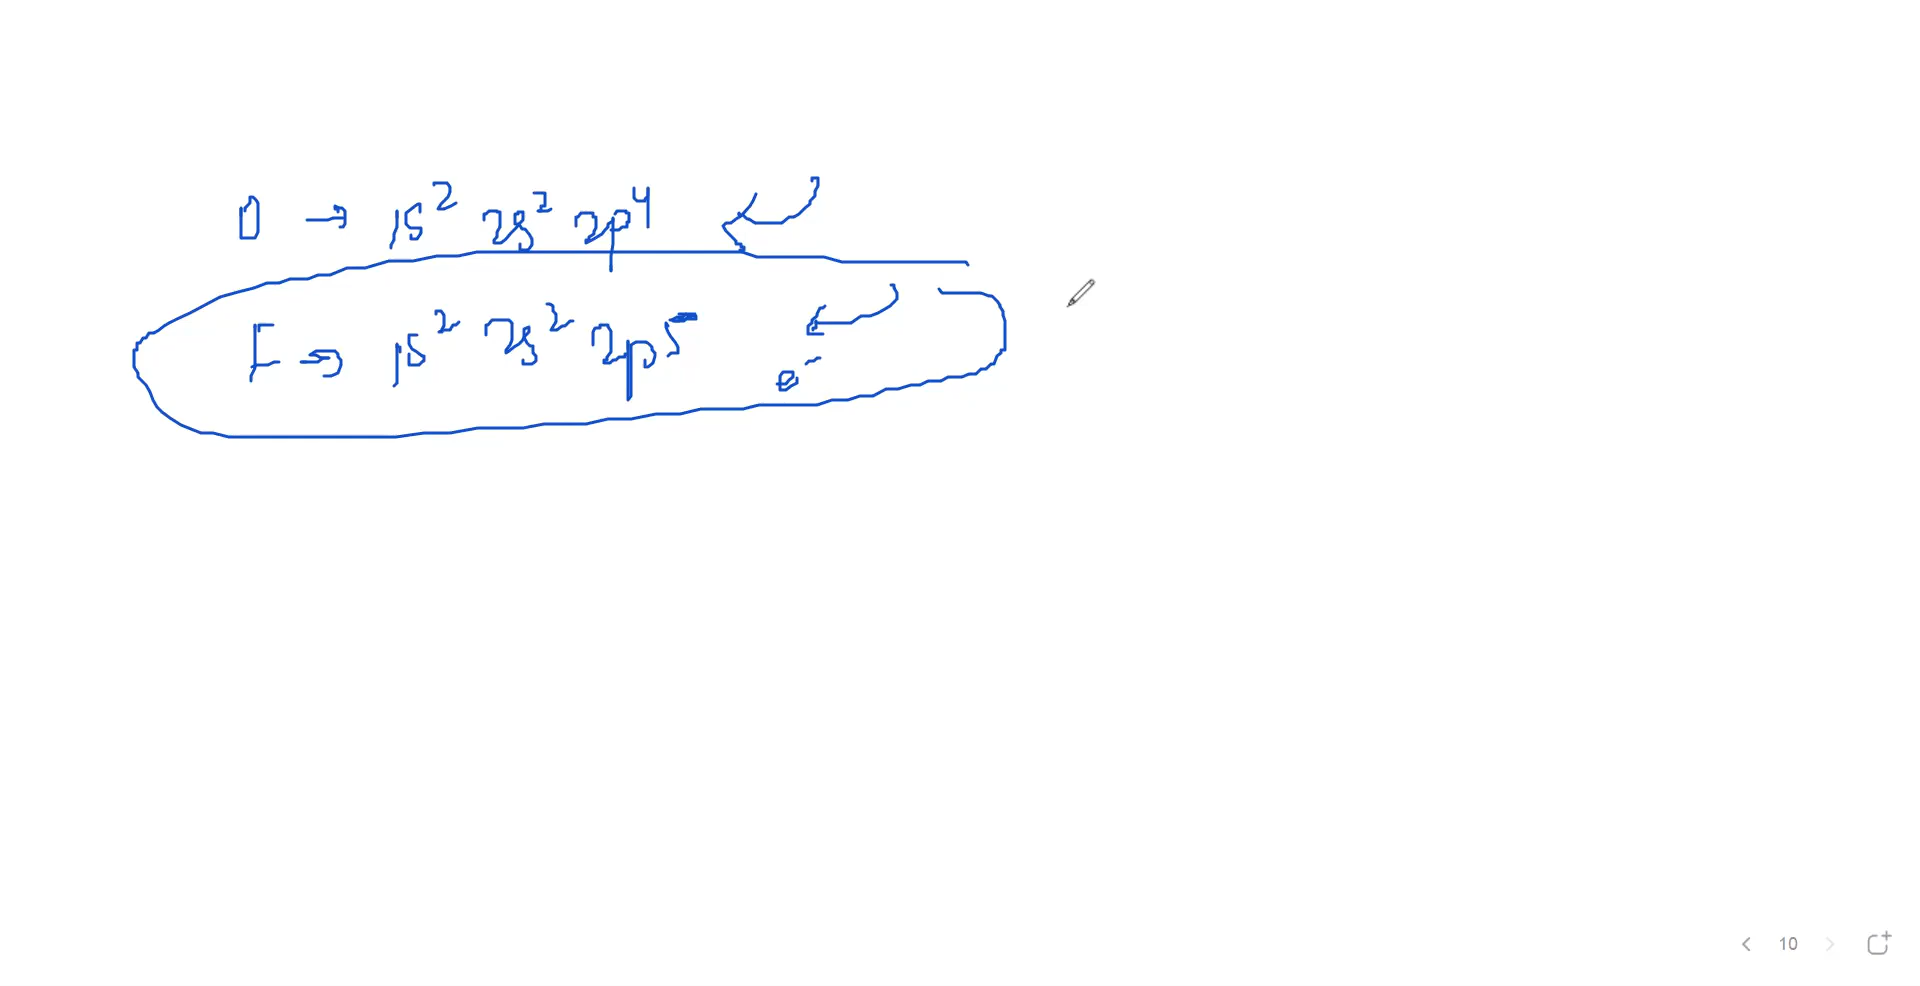 O → 1s² 2s² 2p⁴
F → 1s² 2s² 2p⁵
e⁻
10